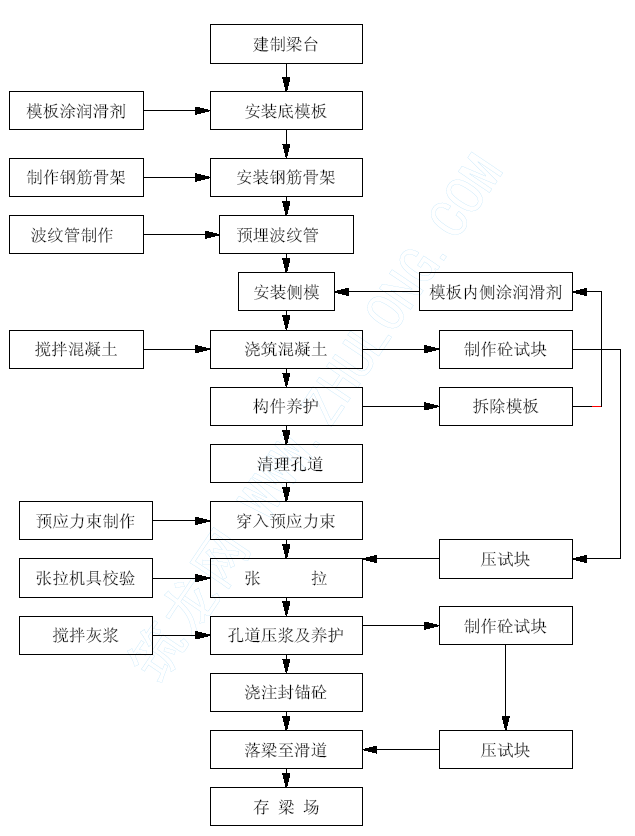 建制梁台
模板涂润滑剂
安装底模板
制作钢筋骨架
安装钢筋骨架
波纹管制作
预埋波纹管
安装侧模
模板内侧涂润滑剂
搅拌混凝土
浇筑混凝土
制作砼试块
构件养护
拆除模板
清理孔道
预应力束制作
穿入预应力束
张拉机具校验
张 拉
压试块
搅拌灰浆
孔道压浆及养护
制作砼试块
浇注封锚砼
落梁至滑道
压试块
存 梁 场
筑龙网 WWW.ZHULONG.COM